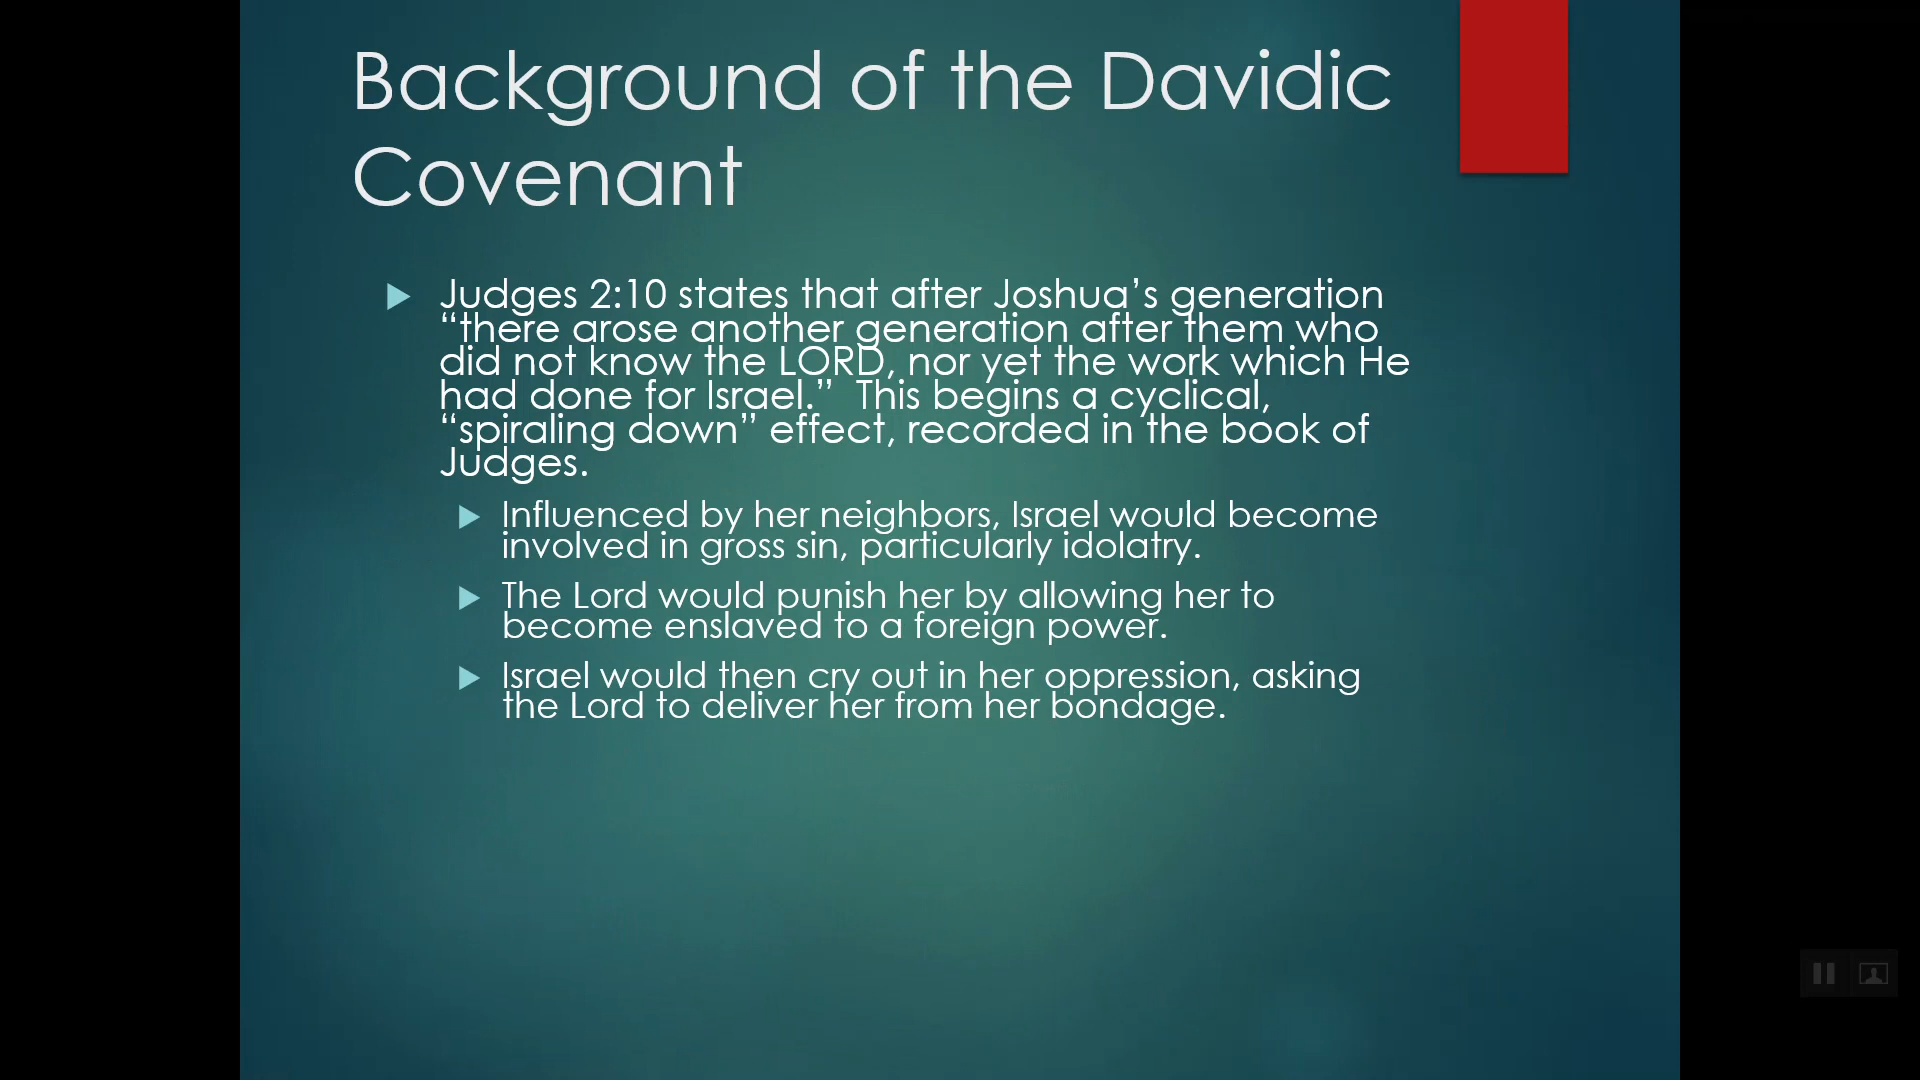 Background of the Davidic
Covenant
Judges 2:10 states that after Joshua’s generation
“there arose another generation after them who
did not know the LORD, nor yet the work which He
had done for Israel.”  This begins a cyclical,
“spiraling down” effect, recorded in the book of
Judges.
Influenced by her neighbors, Israel would become
involved in gross sin, particularly idolatry.
The Lord would punish her by allowing her to
become enslaved to a foreign power.
Israel would then cry out in her oppression, asking
the Lord to deliver her from her bondage.